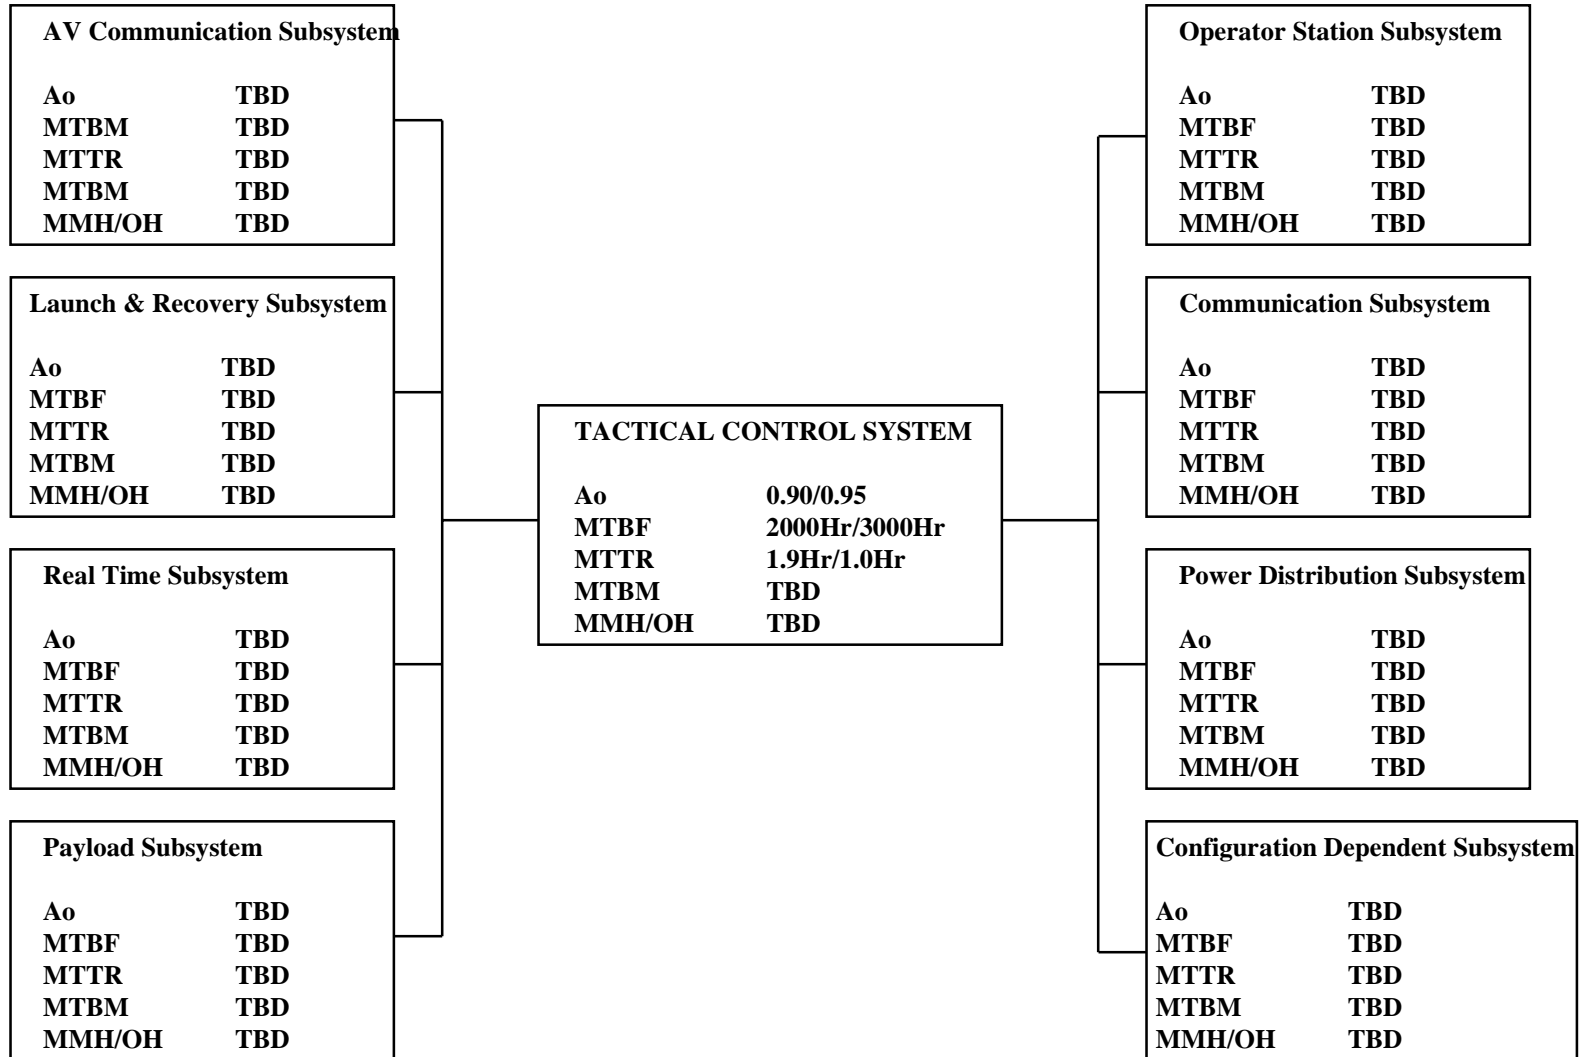 AV Communication Subsystem
Ao TBD
MTBM TBD
MTTR TBD
MTBM TBD
MMH/OH TBD
Launch & Recovery Subsystem
Ao TBD
MTBF TBD
MTTR TBD
MTBM TBD
MMH/OH TBD
Real Time Subsystem
Ao TBD
MTBF TBD
MTTR TBD
MTBM TBD
MMH/OH TBD
Payload Subsystem
Ao TBD
MTBF TBD
MTTR TBD
MTBM TBD
MMH/OH TBD
TACTICAL CONTROL SYSTEM
Ao 0.90/0.95
MTBF 2000Hr/3000Hr
MTTR 1.9Hr/1.0Hr
MTBM TBD
MMH/OH TBD
Operator Station Subsystem
Ao TBD
MTBF TBD
MTTR TBD
MTBM TBD
MMH/OH TBD
Communication Subsystem
Ao TBD
MTBF TBD
MTTR TBD
MTBM TBD
MMH/OH TBD
Power Distribution Subsystem
Ao TBD
MTBF TBD
MTTR TBD
MTBM TBD
MMH/OH TBD
Configuration Dependent Subsystem
Ao TBD
MTBF TBD
MTTR TBD
MTBM TBD
MMH/OH TBD